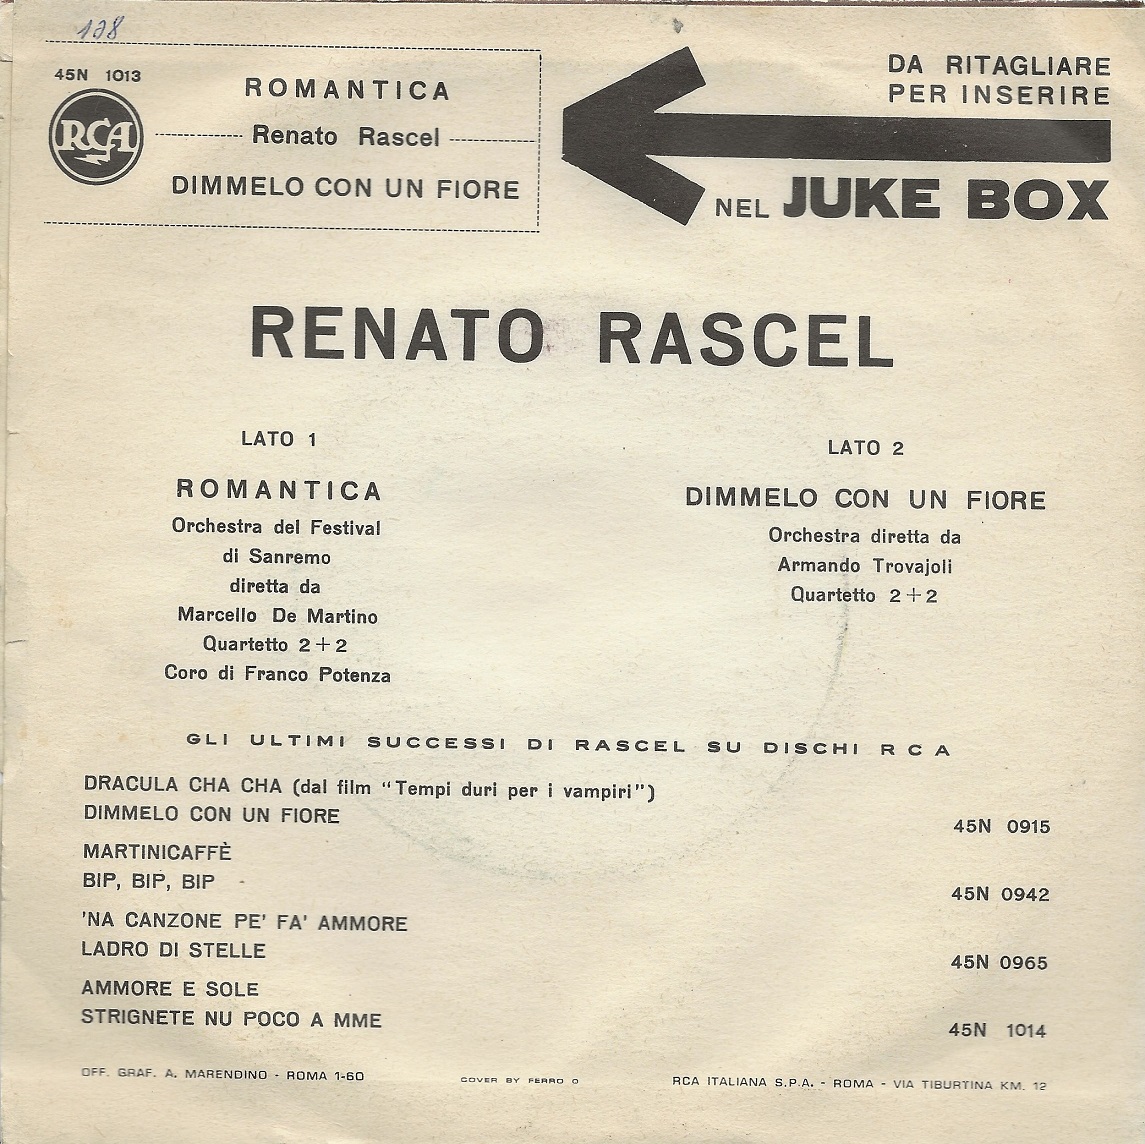 128
45N 1013
RCA
ROMANTICA
Renato Rascel
DIMMELO CON UN FIORE
DA RITAGLIARE
PER INSERIRE
NEL JUKE BOX
RENATO RASCEL
LATO 1
ROMANTICA
Orchestra del Festival
di Sanremo
diretta da
Marcello De Martino
Quartetto 2+2
Coro di Franco Potenza
LATO 2
DIMMELO CON UN FIORE
Orchestra diretta da
Armando Trovajoli
Quartetto 2+2
GLI ULTIMI SUCCESSI DI RASCEL SU DISCHI RCA
DRACULA CHA CHA (dal film "Tempi duri per i vampiri")
DIMMELO CON UN FIORE
45N 0915
MARTINICAFFÈ
BIP, BIP, BIP
45N 0942
'NA CANZONE PE' FA' AMMORE
LADRO DI STELLE
45N 0965
AMMORE E SOLE
STRIGNETE NU POCO A MME
45N 1014
OFF. GRAF. A. MARENDINO - ROMA 1-60
COVER BY FERRO O
RCA ITALIANA S.P.A. - ROMA - VIA TIBURTINA KM. 12